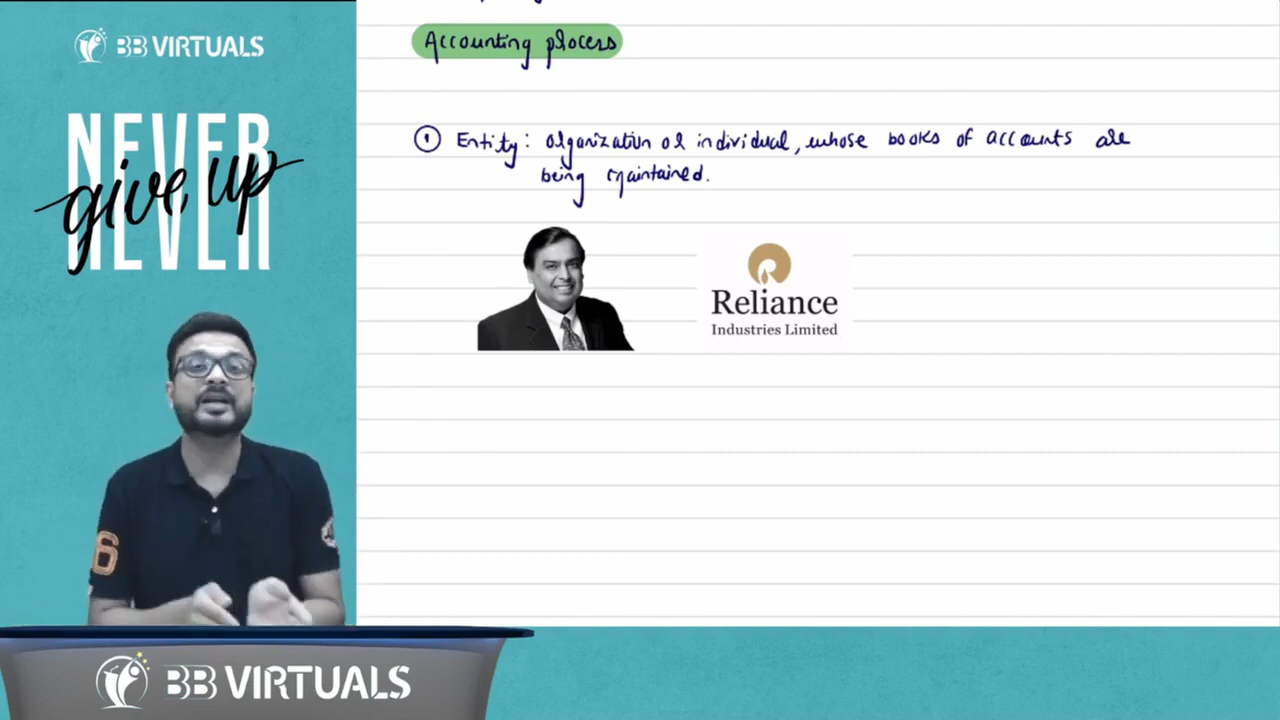 BB VIRTUALS
NEVER
give up
NEVER
Accounting process
1 Entity: organization or individual, whose books of accounts are
being maintained.
Reliance
Industries Limited
6
BB VIRTUALS